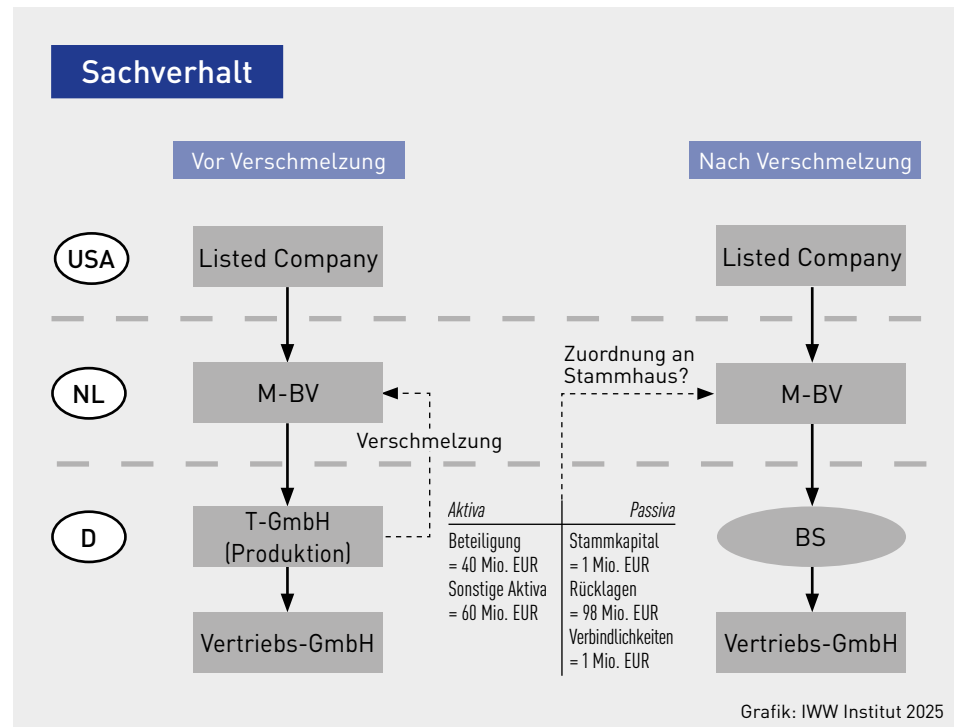 Sachverhalt
Vor Verschmelzung
Nach Verschmelzung
USA
Listed Company
Listed Company
NL
M-BV
Zuordnung an
Stammhaus?
M-BV
Verschmelzung
D
T-GmbH
(Produktion)
Aktiva
Passiva
Beteiligung
= 40 Mio. EUR
Sonstige Aktiva
= 60 Mio. EUR
Stammkapital
= 1 Mio. EUR
Rücklagen
= 98 Mio. EUR
Verbindlichkeiten
= 1 Mio. EUR
BS
Vertriebs-GmbH
Vertriebs-GmbH
Grafik: IWW Institut 2025